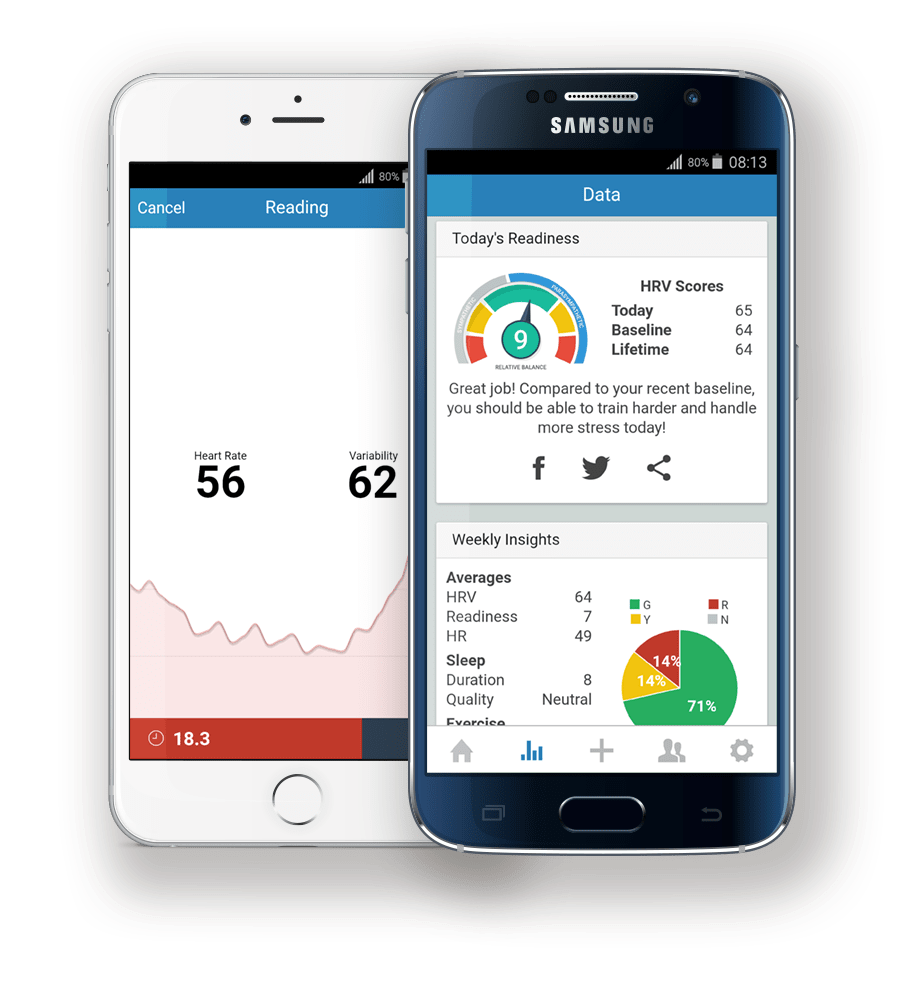 80%
Cancel Reading
Heart Rate Variability
56 62
18.3
SAMSUNG
80% 08:13
Data
Today's Readiness
SYMPATHETIC PARASYMPATHETIC
9
RELATIVE BALANCE
HRV Scores
Today 65
Baseline 64
Lifetime 64
Great job! Compared to your recent baseline,
you should be able to train harder and handle
more stress today!
Weekly Insights
Averages
HRV 64
Readiness 7
HR 49
Sleep
Duration 8
Quality Neutral
Exercise
G R
Y N
14%
14%
71%